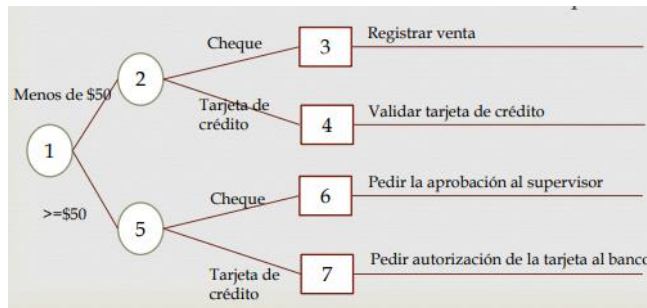 Cheque
3
Registrar venta
Menos de $50
2
Tarjeta de
crédito
4
Validar tarjeta de crédito
1
>=$50
5
Cheque
6
Pedir la aprobación al supervisor
Tarjeta de
crédito
7
Pedir autorización de la tarjeta al banco